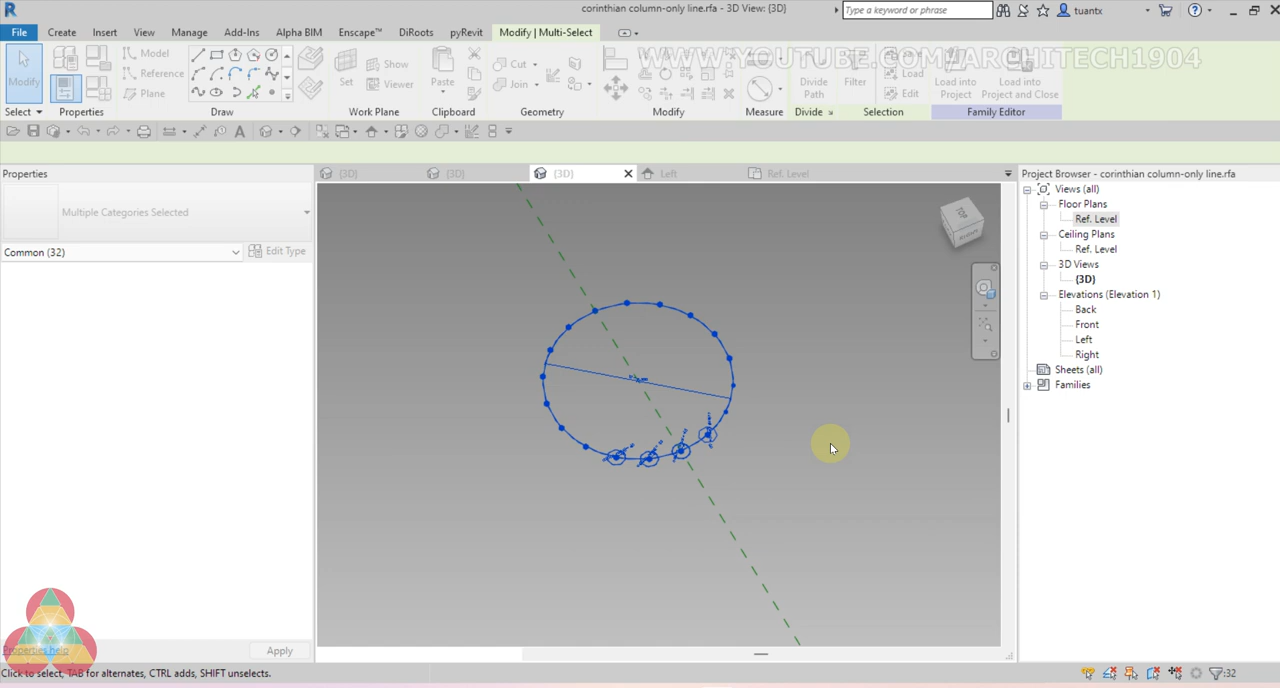 corinthian column-only line.rfa - 3D View: {3D}
Type a keyword or phrase
tuantx
File Create Insert Annotate View Manage Add-Ins Alpha BIM Enscape™ DiRoots pyRevit Modify | Multi-Select
WWW.YOUTUBE.COM/ARCHITECH1904
Modify
Model
Reference
Plane
Set
Show
Viewer
Paste
Cut
Join
Divide Path
Filter
Load
Edit
Load into Project
Load into Project and Close
Select Properties Draw Work Plane Clipboard Geometry Modify Measure Divide Selection Family Editor
Properties
{3D} {3D} {3D} Left Ref. Level
Project Browser - corinthian column-only line.rfa
Multiple Categories Selected
Common (32)
Edit Type
Views (all)
Floor Plans
Ref. Level
Ceiling Plans
Ref. Level
3D Views
{3D}
Elevations (Elevation 1)
Back
Front
Left
Right
Sheets (all)
Families
TOP
Properties help
Apply
Click to select, TAB for alternates, CTRL adds, SHIFT unselects.
:32